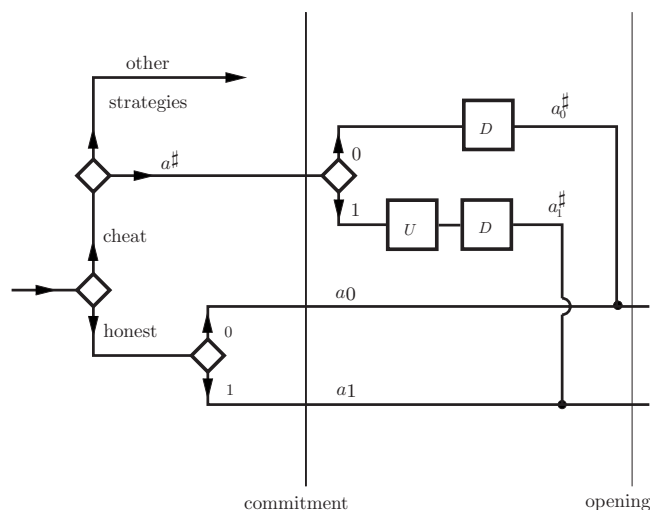 other
strategies
a♯
0
D
a₀♯
1
U
D
a₁♯
cheat
a0
honest
0
1
a1
commitment
opening